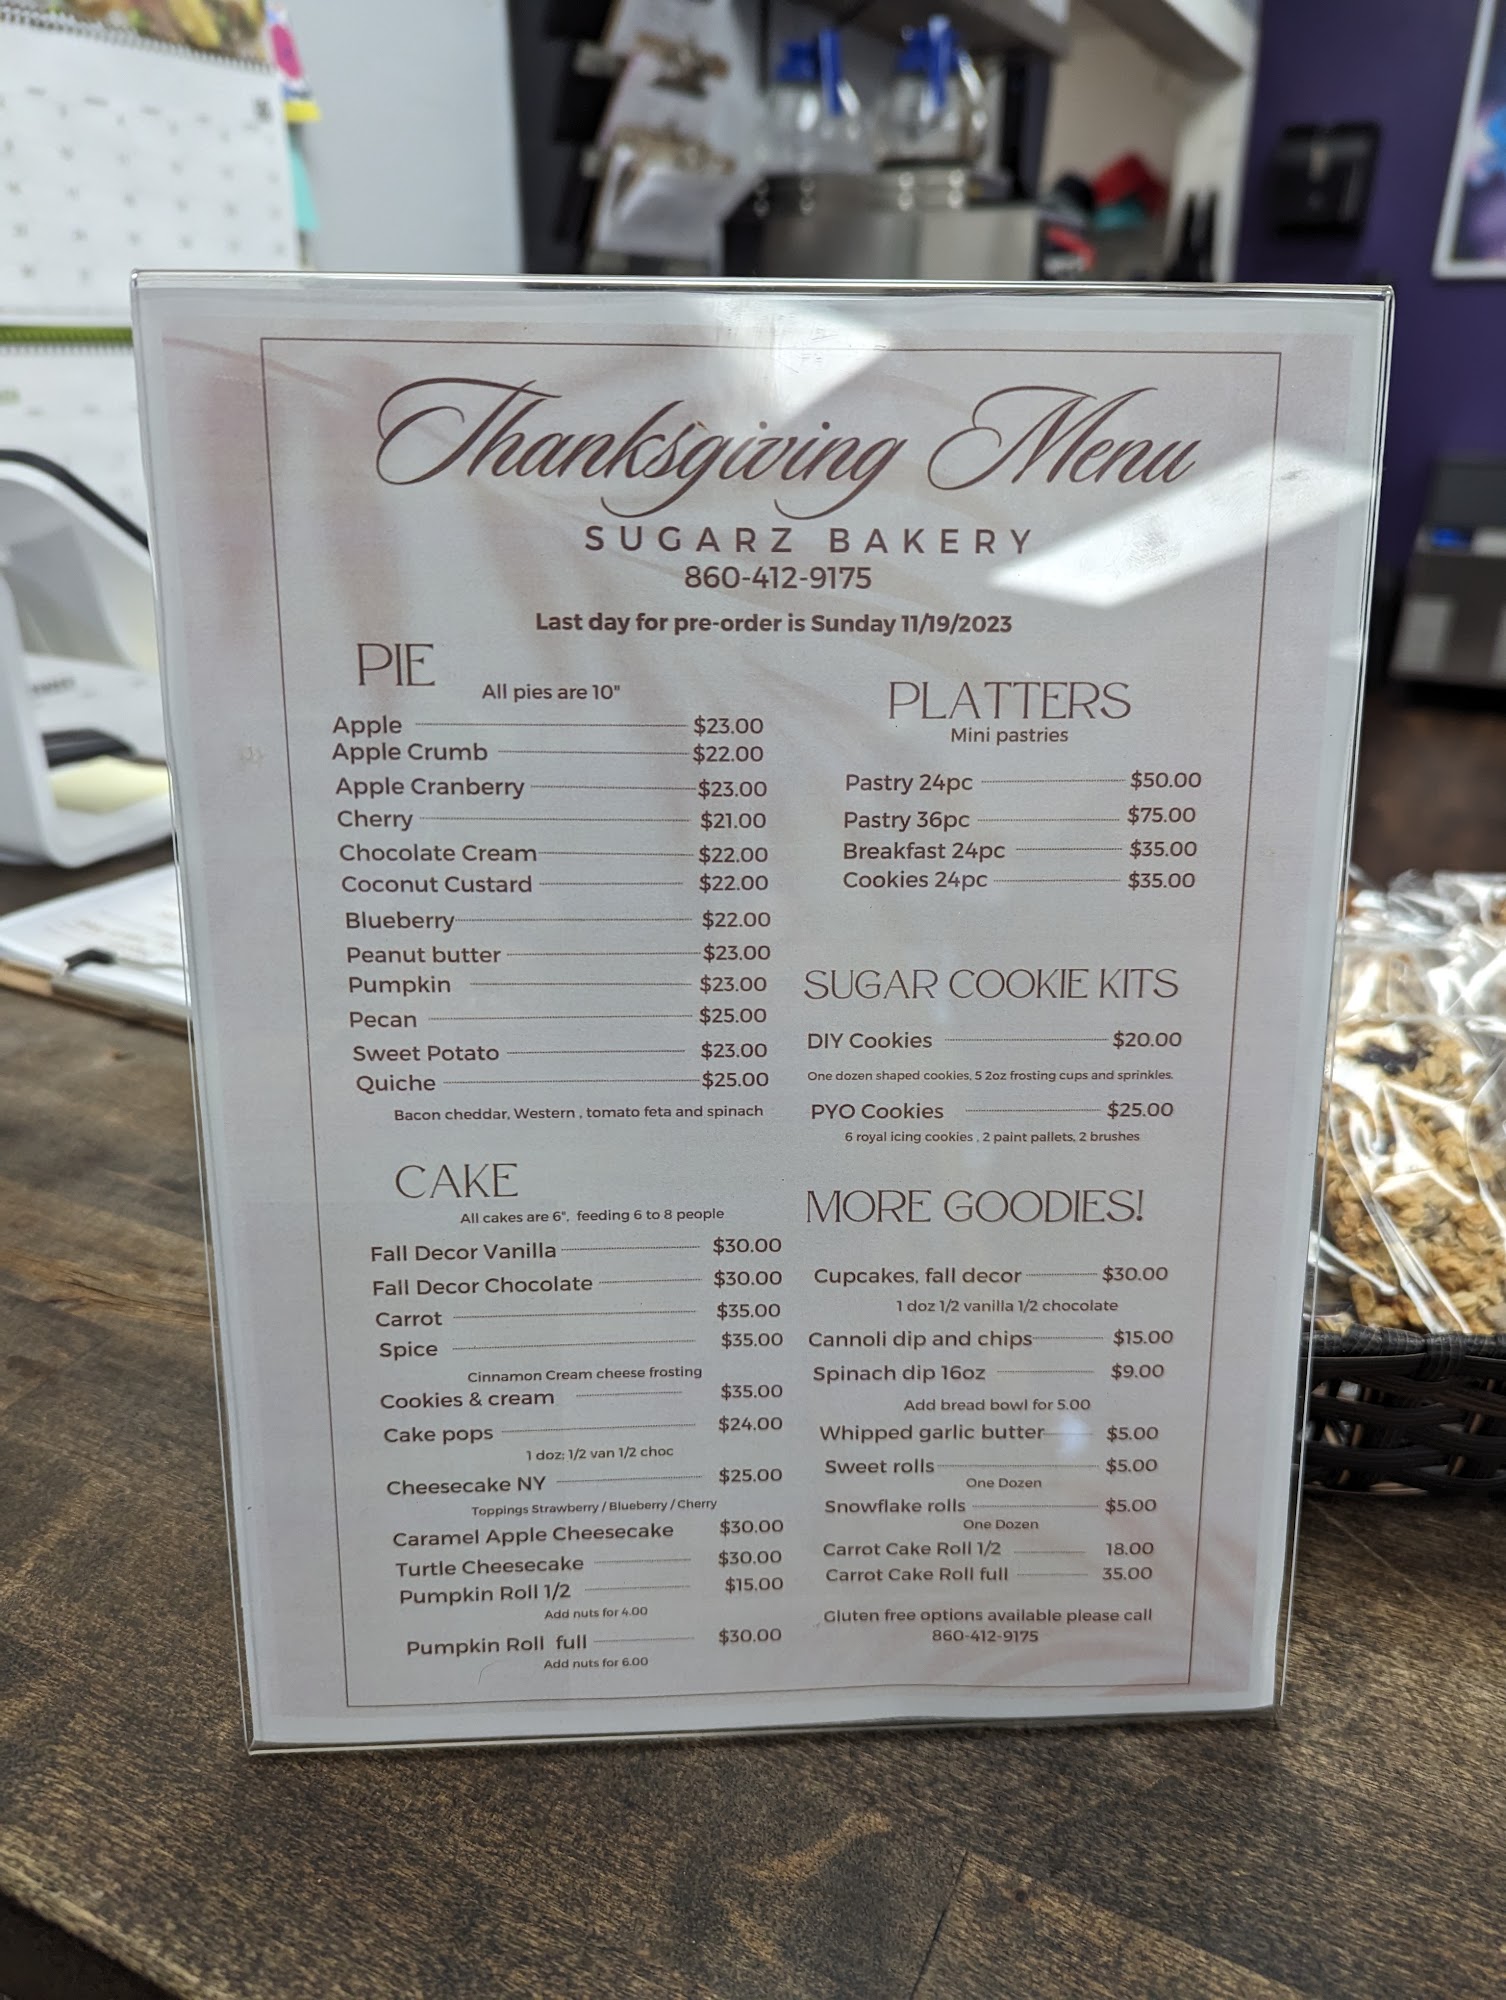 Thanksgiving Menu
SUGARZ BAKERY
860-412-9175
Last day for pre-order is Sunday 11/19/2023
PIE
All pies are 10"
Apple $23.00
Apple Crumb $22.00
Apple Cranberry $23.00
Cherry $21.00
Chocolate Cream $22.00
Coconut Custard $22.00
Blueberry $22.00
Peanut butter $23.00
Pumpkin $23.00
Pecan $25.00
Sweet Potato $23.00
Quiche $25.00
Bacon cheddar, Western , tomato feta and spinach
CAKE
All cakes are 6", feeding 6 to 8 people
Fall Decor Vanilla $30.00
Fall Decor Chocolate $30.00
Carrot $35.00
Spice $35.00
Cinnamon Cream cheese frosting
Cookies & cream $35.00
Cake pops $24.00
1 doz; 1/2 van 1/2 choc
Cheesecake NY $25.00
Toppings Strawberry / Blueberry / Cherry
Caramel Apple Cheesecake $30.00
Turtle Cheesecake $30.00
Pumpkin Roll 1/2 $15.00
Add nuts for 4.00
Pumpkin Roll full $30.00
Add nuts for 6.00
PLATTERS
Mini pastries
Pastry 24pc $50.00
Pastry 36pc $75.00
Breakfast 24pc $35.00
Cookies 24pc $35.00
SUGAR COOKIE KITS
DIY Cookies $20.00
One dozen shaped cookies, 5 2oz frosting cups and sprinkles.
PYO Cookies $25.00
6 royal icing cookies , 2 paint pallets, 2 brushes
MORE GOODIES!
Cupcakes, fall decor $30.00
1 doz 1/2 vanilla 1/2 chocolate
Cannoli dip and chips $15.00
Spinach dip 16oz $9.00
Add bread bowl for 5.00
Whipped garlic butter $5.00
Sweet rolls $5.00
One Dozen
Snowflake rolls $5.00
One Dozen
Carrot Cake Roll 1/2 18.00
Carrot Cake Roll full 35.00
Gluten free options available please call
860-412-9175